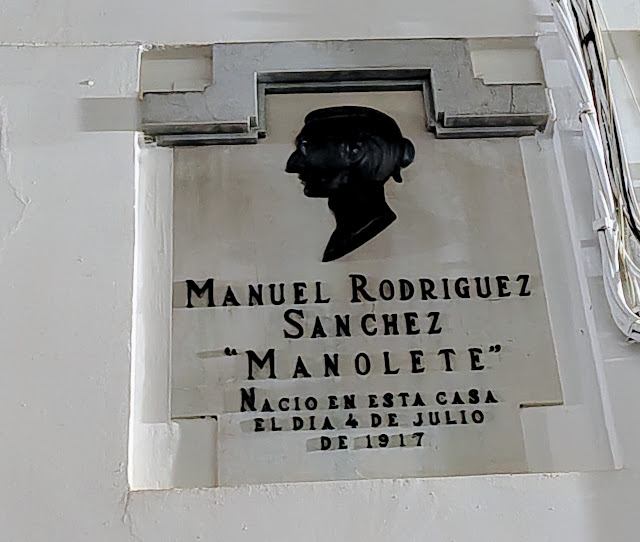 MANUEL RODRIGUEZ
SANCHEZ
"MANOLETE"
NACIO EN ESTA CASA
EL DIA 4 DE JULIO
DE 1917